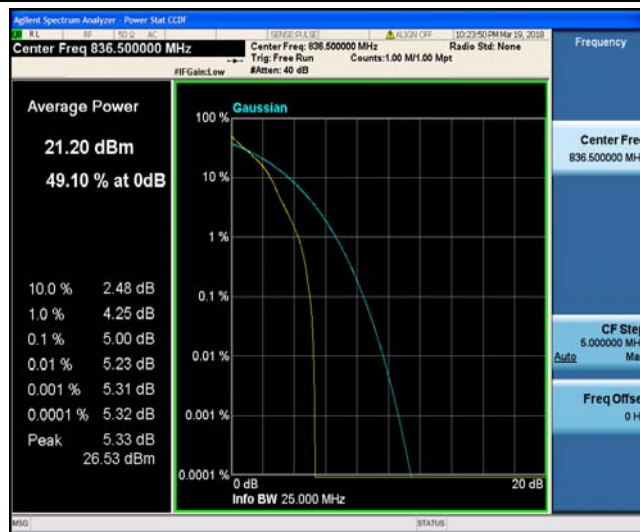 Agilent Spectrum Analyzer - Power Stat CCDF
RL RF 50 Ω AC SENSE:PULSE ALIGN OFF 10:23:50 PM Mar 19, 2018
Center Freq 836.500000 MHz
Center Freq: 836.500000 MHz Radio Std: None
Trig: Free Run Counts:1.00 M/1.00 Mpt
#IFGain:Low #Atten: 40 dB
Average Power
21.20 dBm
49.10 % at 0dB
10.0 % 2.48 dB
1.0 % 4.25 dB
0.1 % 5.00 dB
0.01 % 5.23 dB
0.001 % 5.31 dB
0.0001 % 5.32 dB
Peak 5.33 dB
26.53 dBm
Gaussian
100 %
10 %
1 %
0.1 %
0.01 %
0.001 %
0.0001 %
0 dB 20 dB
Info BW 25.000 MHz
Frequency
Center Fre
836.500000 MH
CF Step
5.000000 MH
Auto Ma
Freq Offse
0 H
MSG STATUS